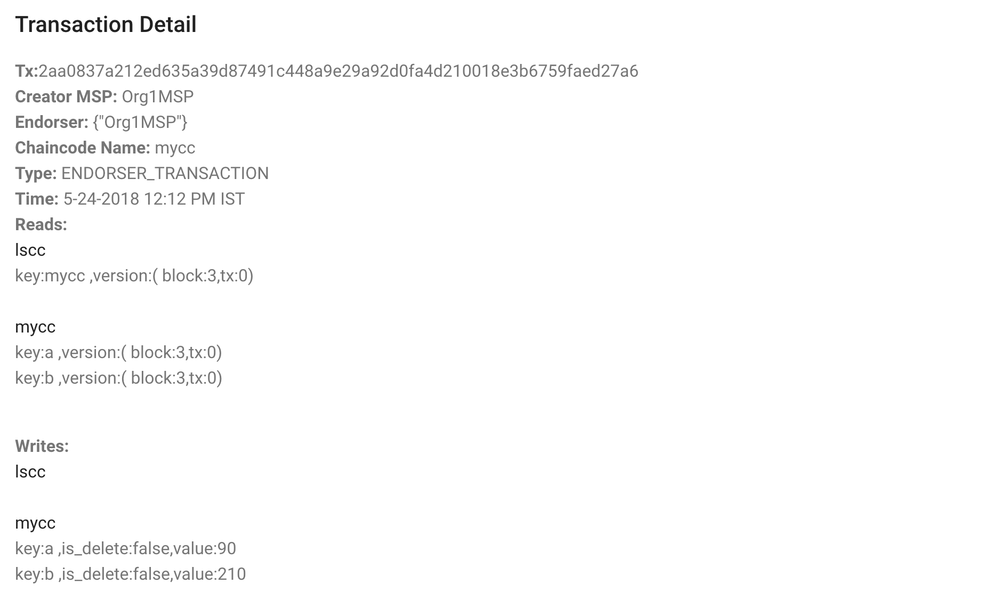 Transaction Detail
Tx:2aa0837a212ed635a39d87491c448a9e29a92d0fa4d210018e3b6759faed27a6
Creator MSP: Org1MSP
Endorser: {"Org1MSP"}
Chaincode Name: mycc
Type: ENDORSER_TRANSACTION
Time: 5-24-2018 12:12 PM IST
Reads:
lscc
key:mycc ,version:( block:3,tx:0)
mycc
key:a ,version:( block:3,tx:0)
key:b ,version:( block:3,tx:0)
Writes:
lscc
mycc
key:a ,is_delete:false,value:90
key:b ,is_delete:false,value:210